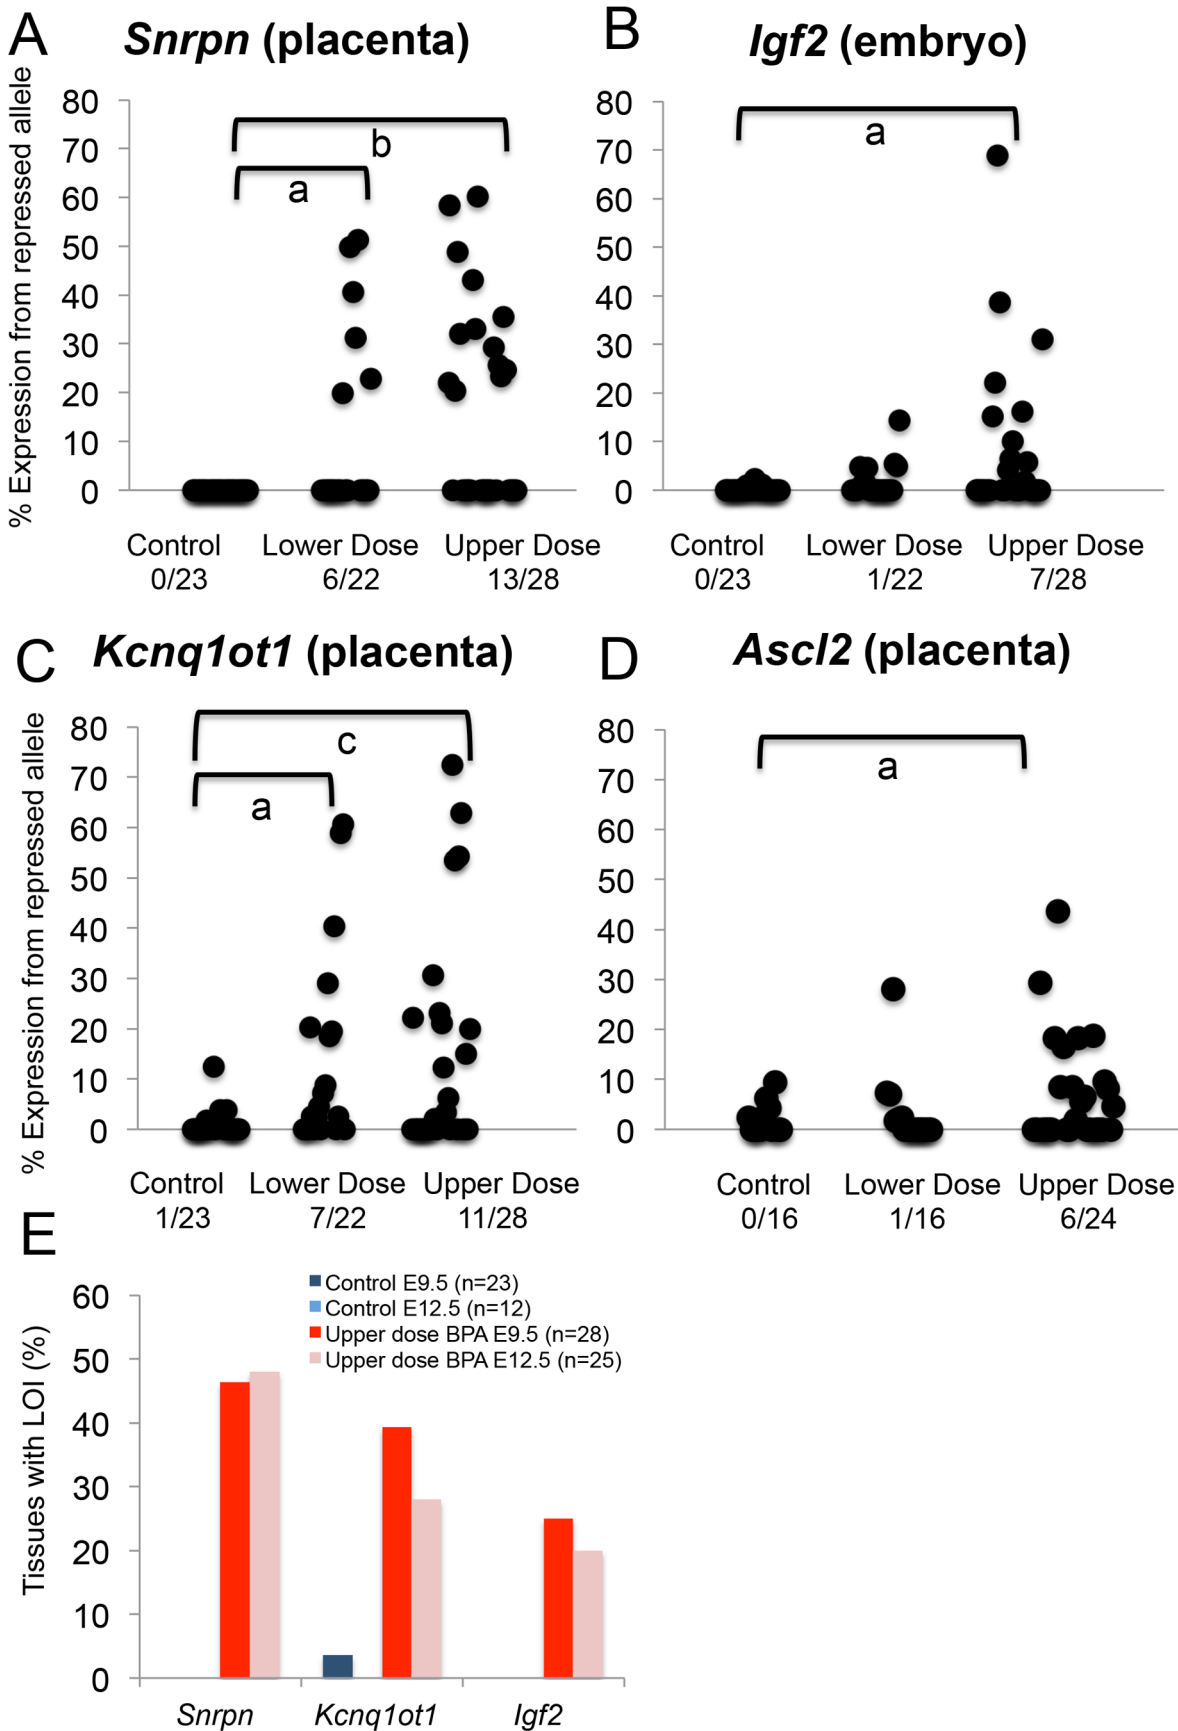 A
Snrpn (placenta)
% Expression from repressed allele
80
70
60
50
40
30
20
10
0
b
a
Control
Lower Dose
Upper Dose
0/23
6/22
13/28
B
Igf2 (embryo)
80
70
60
50
40
30
20
10
0
a
Control
Lower Dose
Upper Dose
0/23
1/22
7/28
C
Kcnq1ot1 (placenta)
% Expression from repressed allele
80
70
60
50
40
30
20
10
0
c
a
Control
Lower Dose
Upper Dose
1/23
7/22
11/28
D
Ascl2 (placenta)
80
70
60
50
40
30
20
10
0
a
Control
Lower Dose
Upper Dose
0/16
1/16
6/24
E
Tissues with LOI (%)
60
50
40
30
20
10
0
Control E9.5 (n=23)
Control E12.5 (n=12)
Upper dose BPA E9.5 (n=28)
Upper dose BPA E12.5 (n=25)
Snrpn
Kcnq1ot1
Igf2